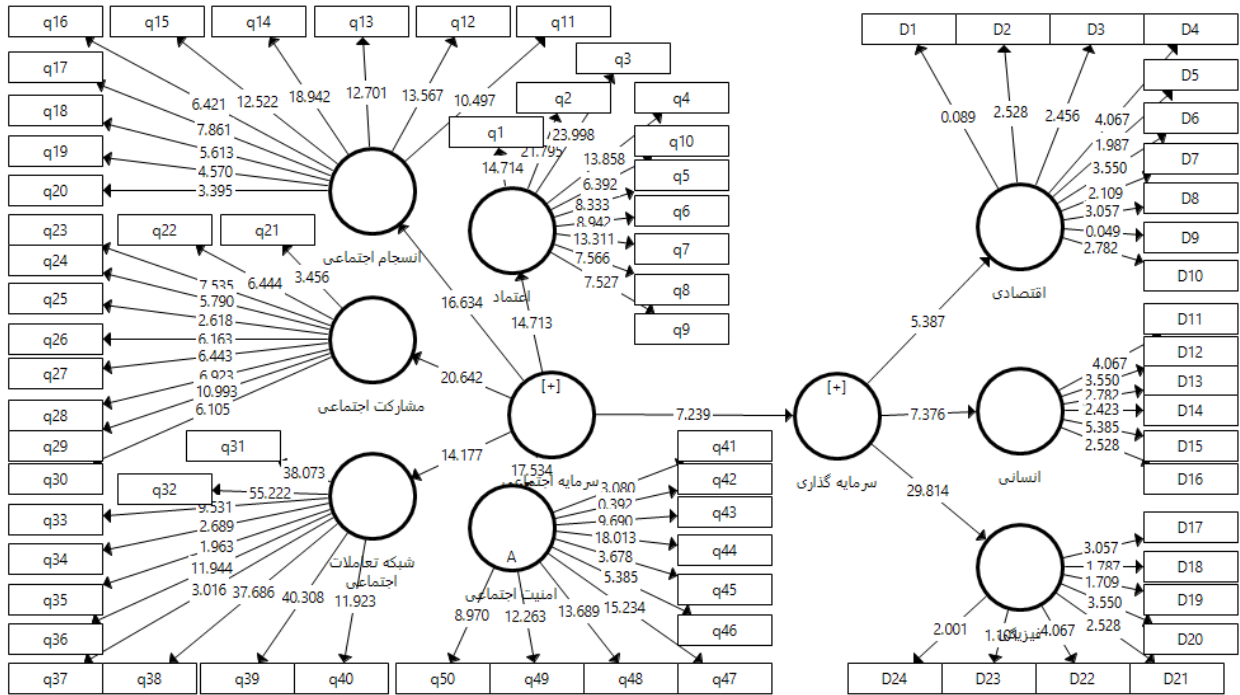 q16
q15
q14
q13
q12
q11
q17
q18
q19
q20
6.421
12.522
18.942
12.701
13.567
10.497
7.861
5.613
4.570
3.395
انسجام اجتماعی
q3
q2
q4
q1
q10
q5
q6
q7
q8
q9
14.714
21.795
23.998
13.858
6.392
8.333
8.942
13.311
7.566
7.527
اعتماد
q23
q22
q21
q24
q25
q26
q27
q28
q29
q30
3.456
6.444
7.535
5.790
2.618
6.163
6.443
6.923
10.993
6.105
مشارکت اجتماعی
16.634
14.713
20.642
14.177
17.534
[+]
سرمایه اجتماعی
7.239
q31
q32
q33
q34
q35
q36
q37
q38
q39
q40
38.073
55.222
9.531
2.689
1.963
11.944
3.016
37.686
40.308
11.923
شبکه تعاملات
اجتماعی
q41
q42
q43
q44
q45
q46
q50
q49
q48
q47
3.080
0.392
9.690
18.013
3.678
5.385
15.234
13.689
12.263
8.970
A
امنیت اجتماعی
[+]
سرمایه گذاری
5.387
7.376
29.814
D1
D2
D3
D4
D5
D6
D7
D8
D9
D10
0.089
2.528
2.456
4.067
1.987
3.550
2.109
3.057
0.049
2.782
اقتصادی
D11
D12
D13
D14
D15
D16
4.067
3.550
2.782
2.423
5.385
2.528
انسانی
D17
D18
D19
D20
D24
D23
D22
D21
3.057
1.787
1.709
3.550
2.528
4.067
2.001
فیزیکی